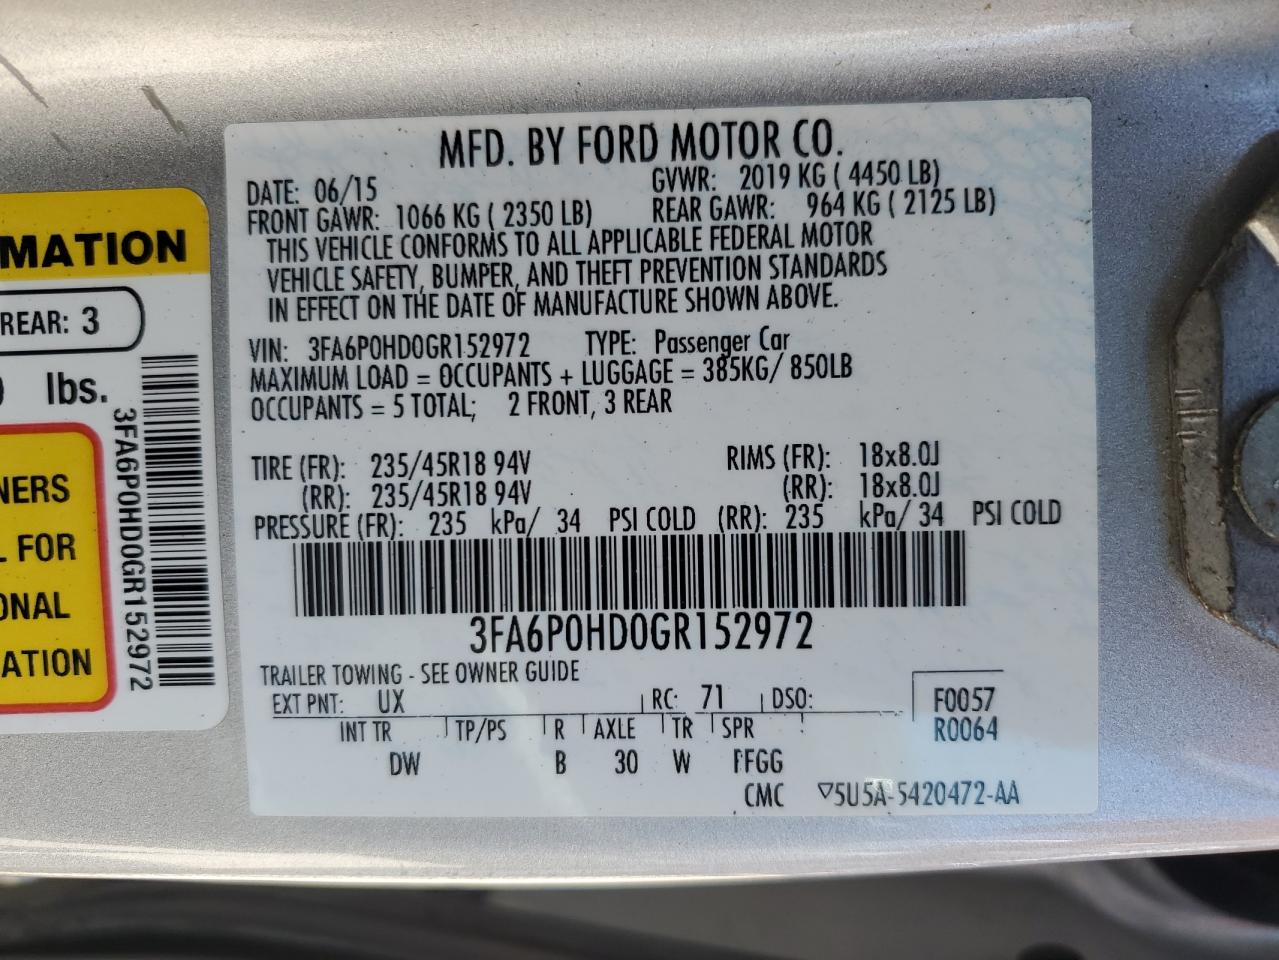 MFD. BY FORD MOTOR CO.
DATE: 06/15 GVWR: 2019 KG ( 4450 LB)
FRONT GAWR: 1066 KG ( 2350 LB) REAR GAWR: 964 KG ( 2125 LB)
THIS VEHICLE CONFORMS TO ALL APPLICABLE FEDERAL MOTOR
VEHICLE SAFETY, BUMPER, AND THEFT PREVENTION STANDARDS
IN EFFECT ON THE DATE OF MANUFACTURE SHOWN ABOVE.
VIN: 3FA6P0HD0GR152972 TYPE: Passenger Car
MAXIMUM LOAD = OCCUPANTS + LUGGAGE = 385KG/ 850LB
OCCUPANTS = 5 TOTAL; 2 FRONT, 3 REAR
TIRE (FR): 235/45R18 94V RIMS (FR): 18x8.0J
(RR): 235/45R18 94V (RR): 18x8.0J
PRESSURE (FR): 235 kPa/ 34 PSI COLD (RR): 235 kPa/ 34 PSI COLD
3FA6P0HD0GR152972
TRAILER TOWING - SEE OWNER GUIDE
EXT PNT: UX RC: 71 DSO: F0057
INT TR TP/PS R AXLE TR SPR R0064
DW B 30 W FFGG
CMC ▽5U5A-5420472-AA
MATION
REAR: 3
lbs.
3FA6P0HD0GR152972
NERS
L FOR
ONAL
ATION